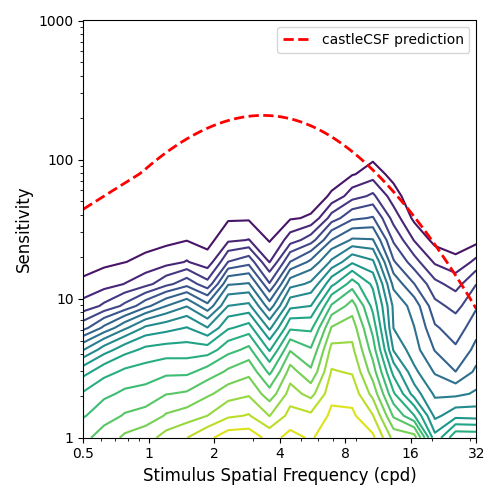 castleCSF prediction
1000
100
10
1
Sensitivity
0.5 1 2 4 8 16 32
Stimulus Spatial Frequency (cpd)